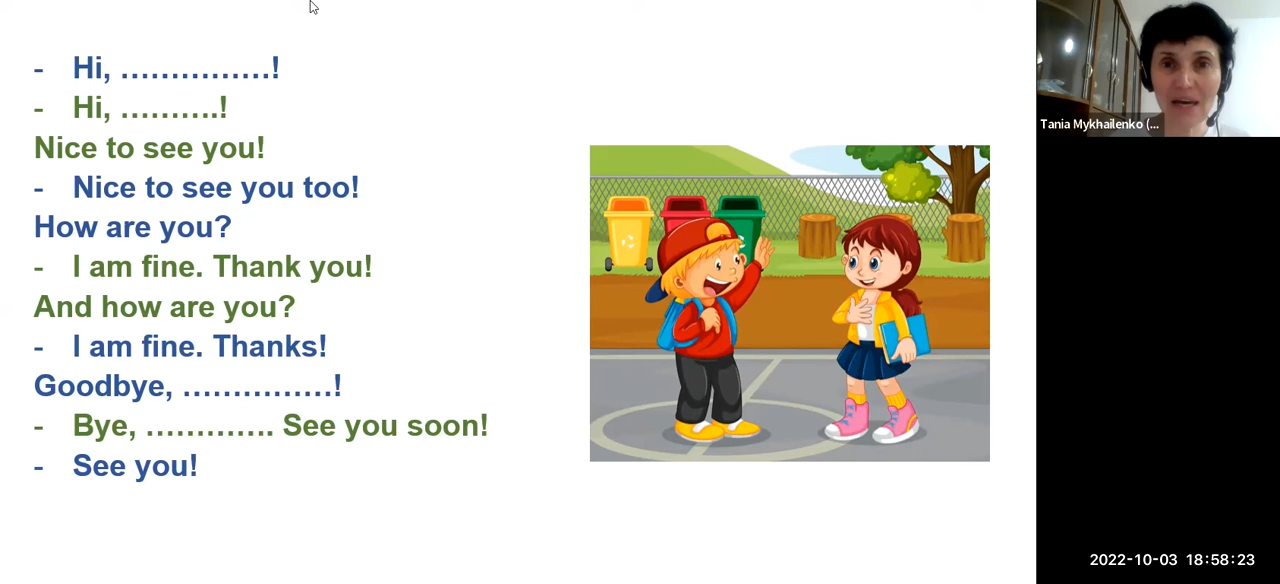 - Hi, ……………!
- Hi, ……….!
Nice to see you!
- Nice to see you too!
How are you?
- I am fine. Thank you!
And how are you?
- I am fine. Thanks!
Goodbye, ……………!
- Bye, …………. See you soon!
- See you!
Tania Mykhailenko (...
2022-10-03 18:58:23